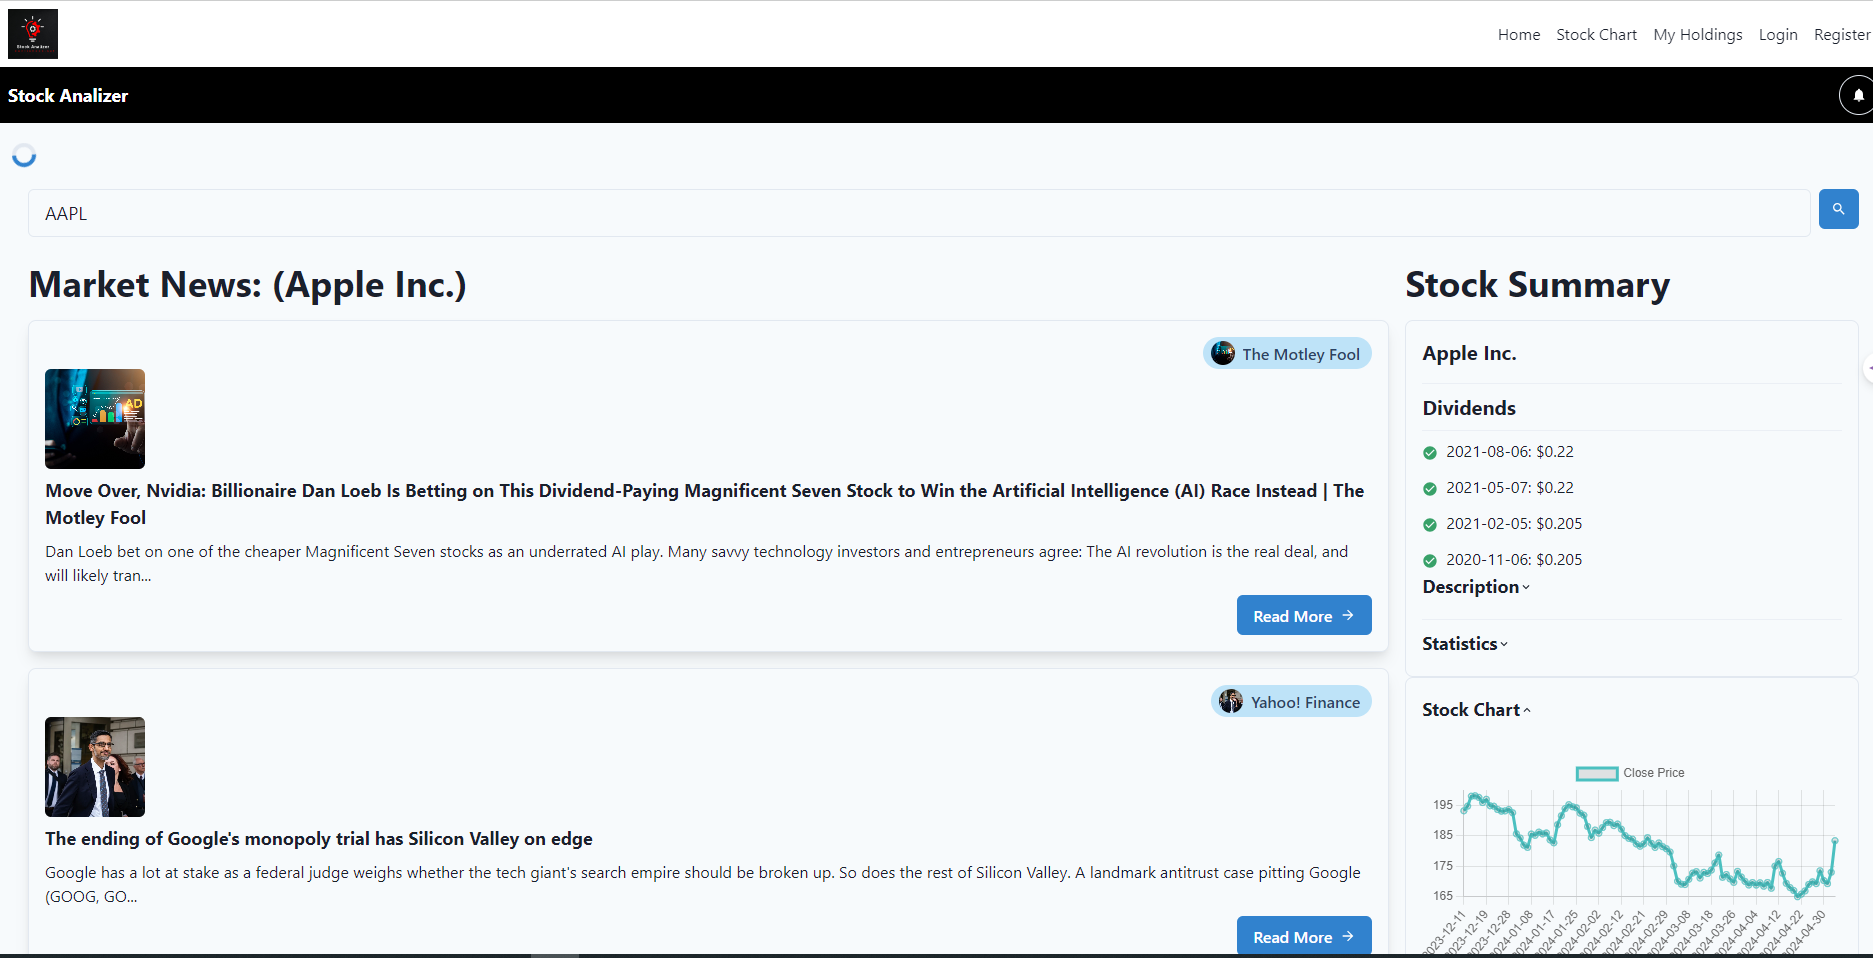 Stock Analizer
Home Stock Chart My Holdings Login Register
Stock Analizer
AAPL
Market News: (Apple Inc.)
The Motley Fool
AD
Move Over, Nvidia: Billionaire Dan Loeb Is Betting on This Dividend-Paying Magnificent Seven Stock to Win the Artificial Intelligence (AI) Race Instead | The
Motley Fool
Dan Loeb bet on one of the cheaper Magnificent Seven stocks as an underrated AI play. Many savvy technology investors and entrepreneurs agree: The AI revolution is the real deal, and
will likely tran...
Read More
Yahoo! Finance
The ending of Google's monopoly trial has Silicon Valley on edge
Google has a lot at stake as a federal judge weighs whether the tech giant's search empire should be broken up. So does the rest of Silicon Valley. A landmark antitrust case pitting Google
(GOOG, GO...
Read More
Stock Summary
Apple Inc.
Dividends
2021-08-06: $0.22
2021-05-07: $0.22
2021-02-05: $0.205
2020-11-06: $0.205
Description
Statistics
Stock Chart
Close Price
195
185
175
165
2023-12-11
2023-12-19
2023-12-28
2024-01-08
2024-01-17
2024-01-25
2024-02-02
2024-02-12
2024-02-21
2024-02-29
2024-03-08
2024-03-18
2024-03-26
2024-04-04
2024-04-12
2024-04-22
2024-04-30